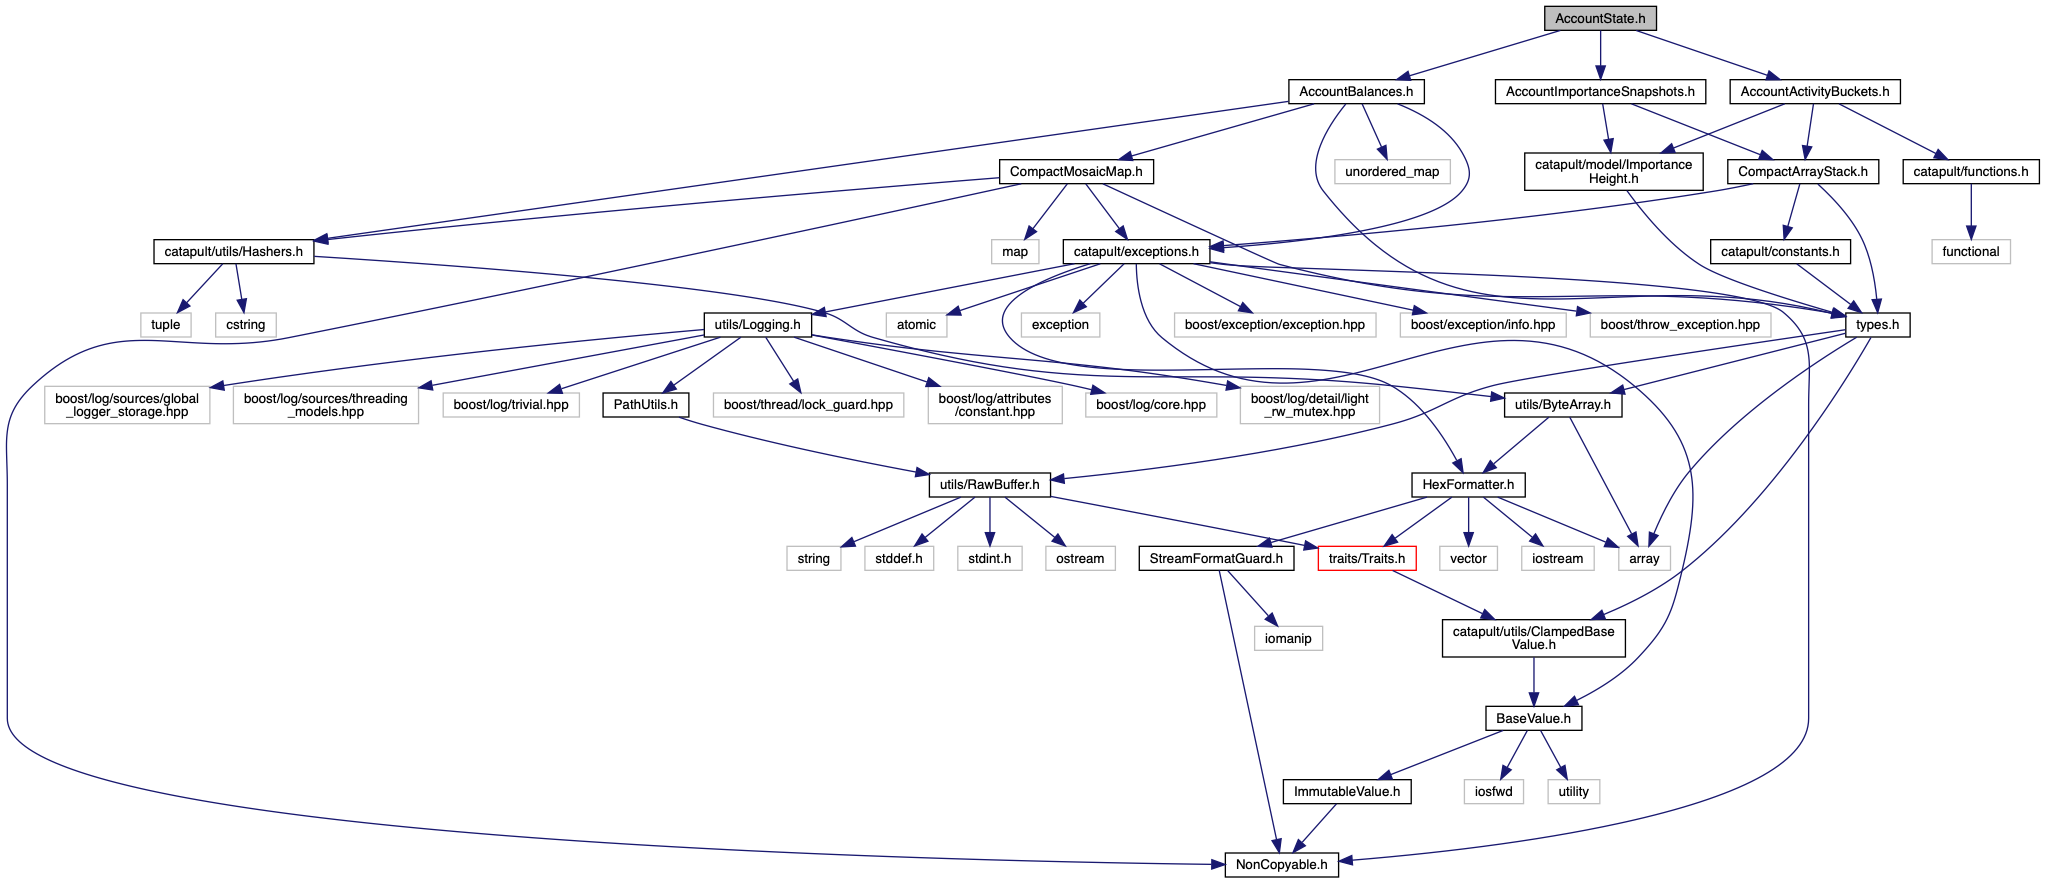 AccountState.h
AccountBalances.h
AccountImportanceSnapshots.h
AccountActivityBuckets.h
CompactMosaicMap.h
unordered_map
catapult/model/Importance
Height.h
CompactArrayStack.h
catapult/functions.h
catapult/utils/Hashers.h
map
catapult/exceptions.h
catapult/constants.h
functional
tuple
cstring
utils/Logging.h
atomic
exception
boost/exception/exception.hpp
boost/exception/info.hpp
boost/throw_exception.hpp
types.h
boost/log/sources/global
_logger_storage.hpp
boost/log/sources/threading
_models.hpp
boost/log/trivial.hpp
PathUtils.h
boost/thread/lock_guard.hpp
boost/log/attributes
/constant.hpp
boost/log/core.hpp
boost/log/detail/light
_rw_mutex.hpp
utils/ByteArray.h
utils/RawBuffer.h
HexFormatter.h
string
stddef.h
stdint.h
ostream
StreamFormatGuard.h
traits/Traits.h
vector
iostream
array
iomanip
catapult/utils/ClampedBase
Value.h
BaseValue.h
ImmutableValue.h
iosfwd
utility
NonCopyable.h